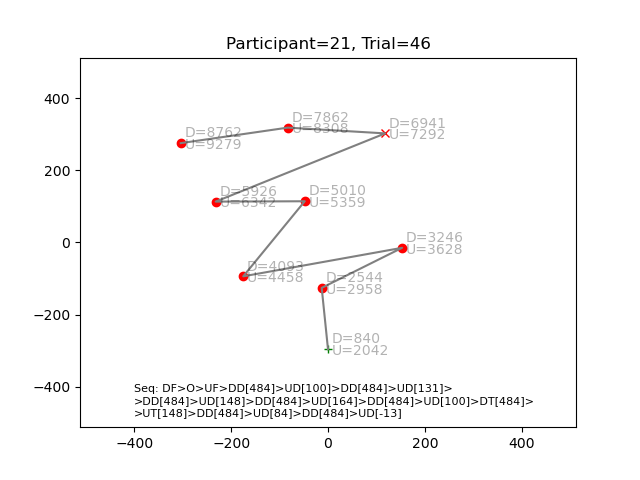 Participant=21, Trial=46
400
200
0
−200
−400
D=7862
U=8308
D=6941
U=7292
D=8762
U=9279
D=5926
U=6342
D=5010
U=5359
D=3246
U=3628
D=4093
U=4458
D=2544
U=2958
D=840
U=2042
Seq: DF>O>UF>DD[484]>UD[100]>DD[484]>UD[131]>
>DD[484]>UD[148]>DD[484]>UD[164]>DD[484]>UD[100]>DT[484]>
>UT[148]>DD[484]>UD[84]>DD[484]>UD[-13]
−400 −200 0 200 400